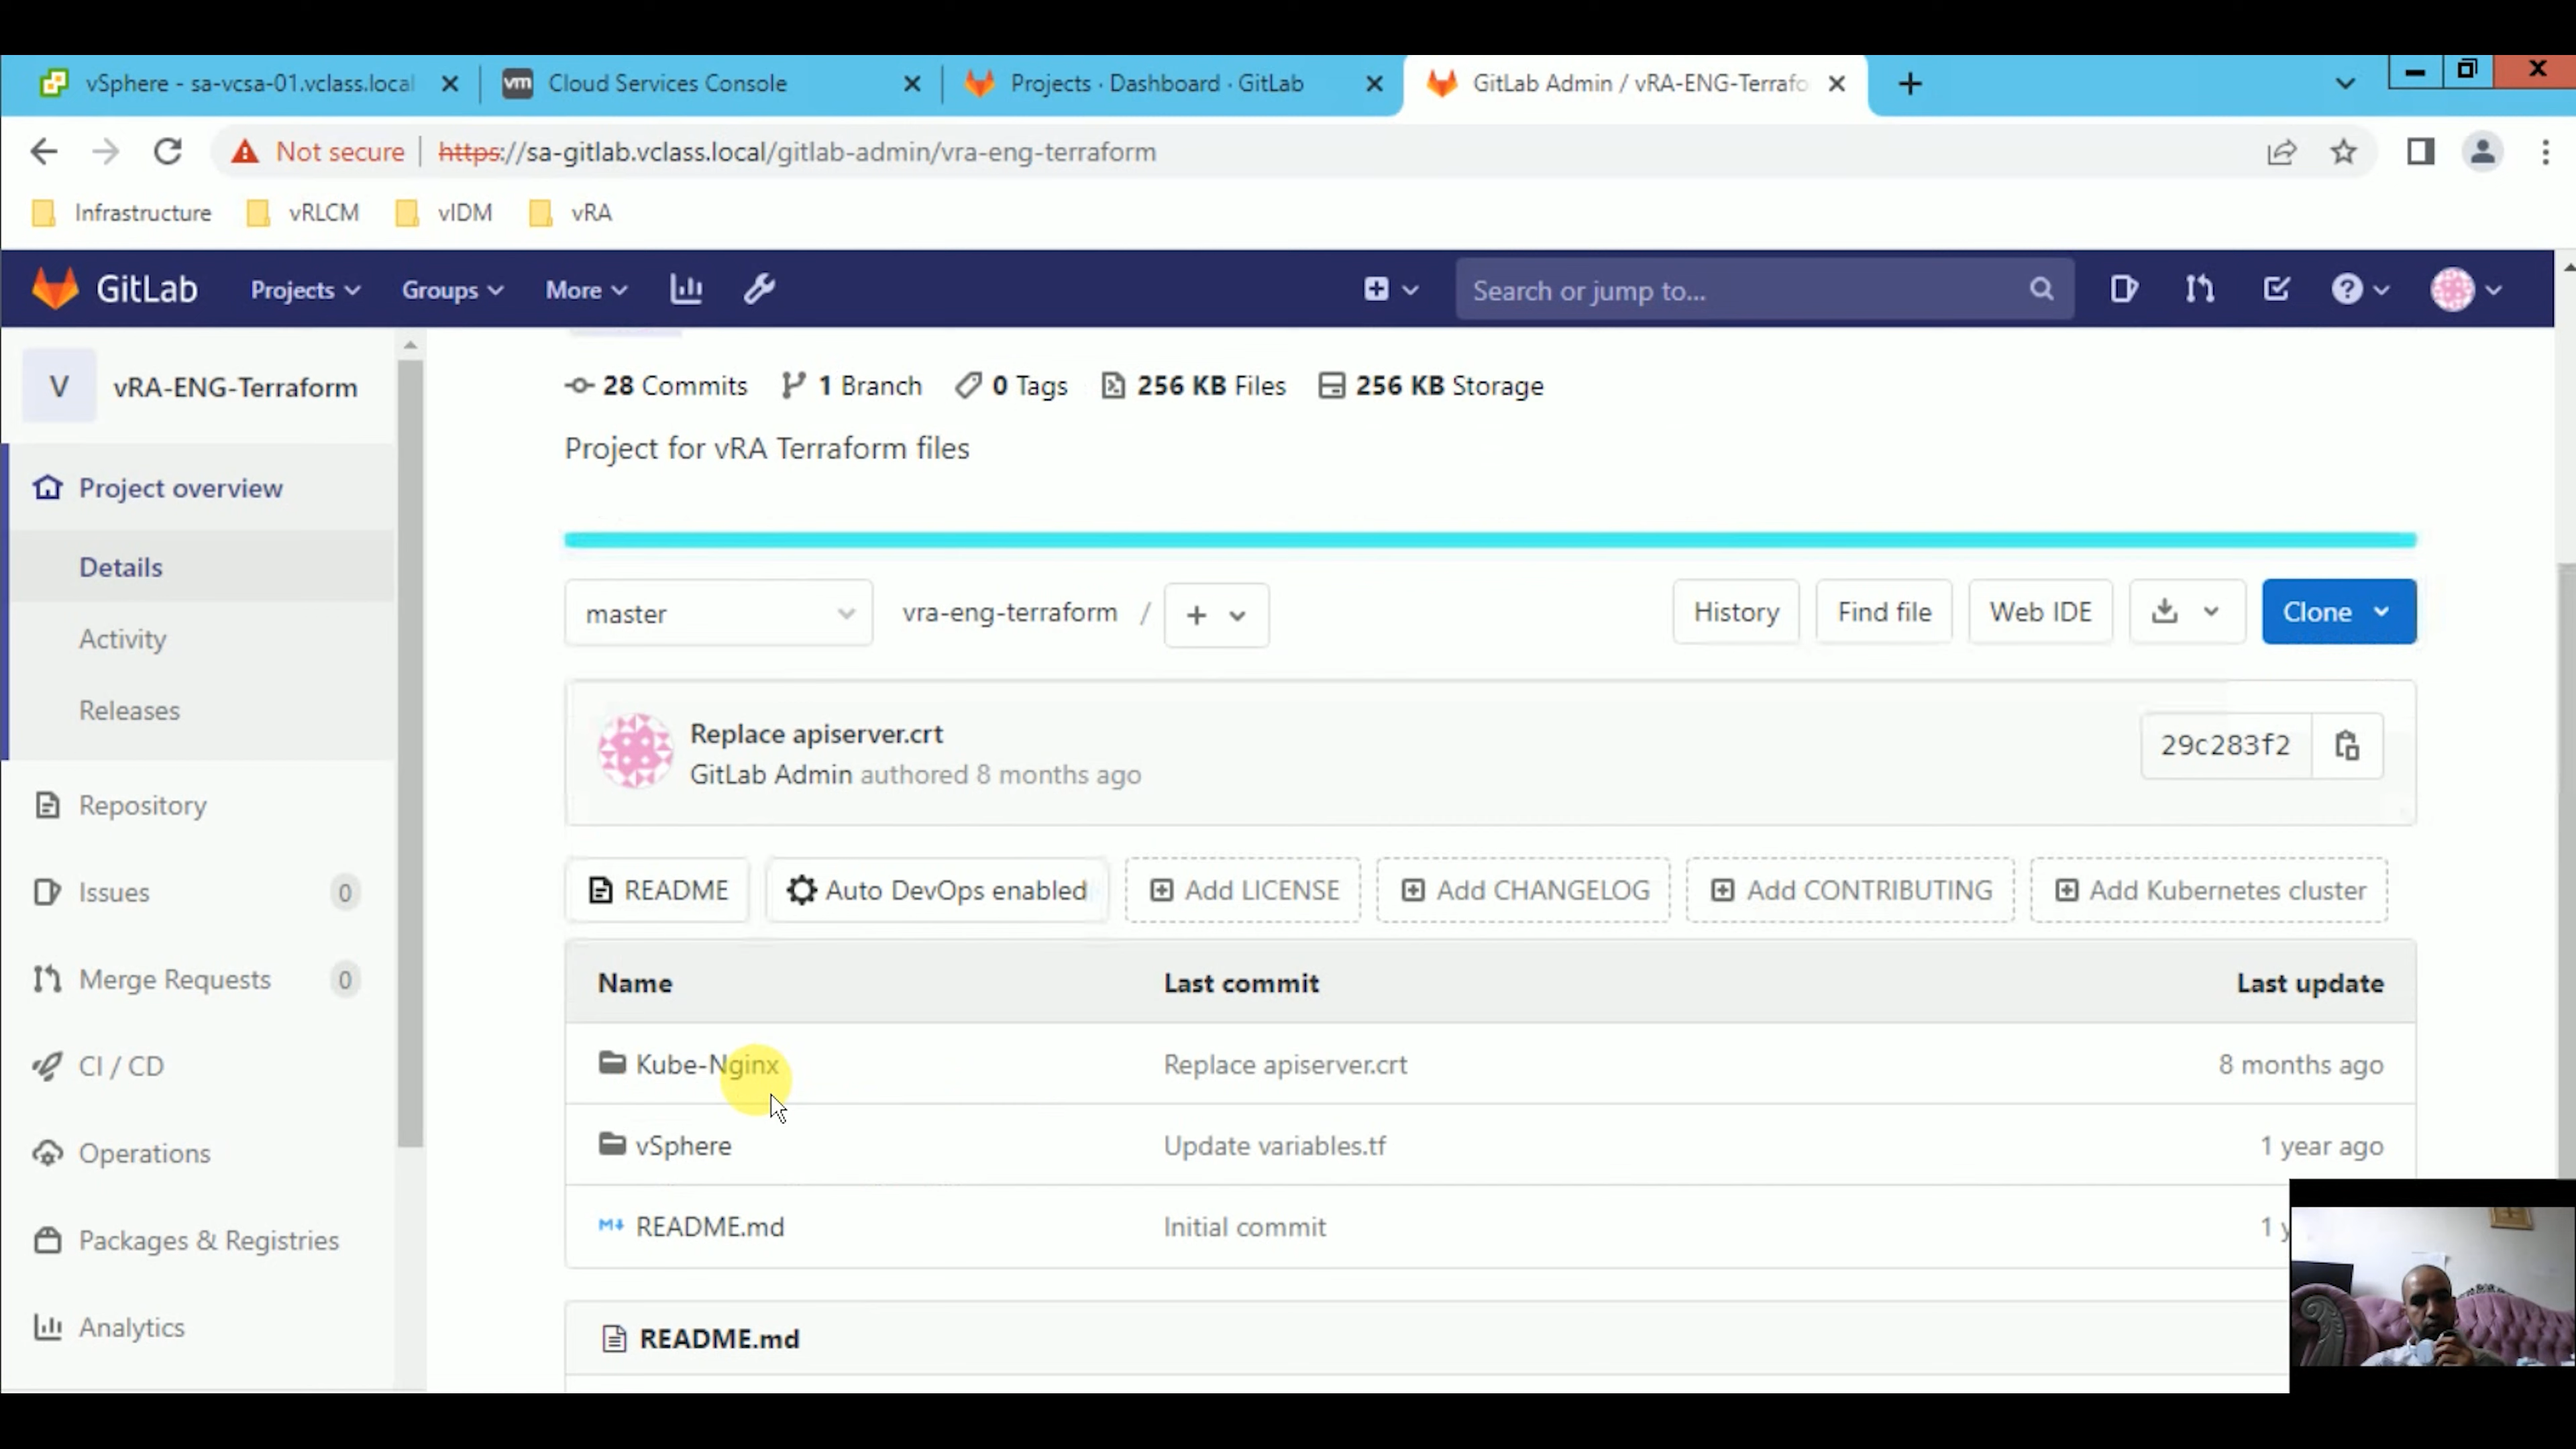 vSphere - sa-vcsa-01.vclass.local
vm Cloud Services Console
Projects · Dashboard · GitLab
GitLab Admin / vRA-ENG-Terrafo
Not secure https://sa-gitlab.vclass.local/gitlab-admin/vra-eng-terraform
Infrastructure vRLCM vIDM vRA
GitLab Projects Groups More Search or jump to...
V vRA-ENG-Terraform
Project overview
Details
Activity
Releases
Repository
Issues 0
Merge Requests 0
CI / CD
Operations
Packages & Registries
Analytics
28 Commits 1 Branch 0 Tags 256 KB Files 256 KB Storage
Project for vRA Terraform files
master vra-eng-terraform / + History Find file Web IDE Clone
Replace apiserver.crt
GitLab Admin authored 8 months ago
29c283f2
README Auto DevOps enabled Add LICENSE Add CHANGELOG Add CONTRIBUTING Add Kubernetes cluster
Name Last commit Last update
Kube-Nginx Replace apiserver.crt 8 months ago
vSphere Update variables.tf 1 year ago
README.md Initial commit 1 y
README.md